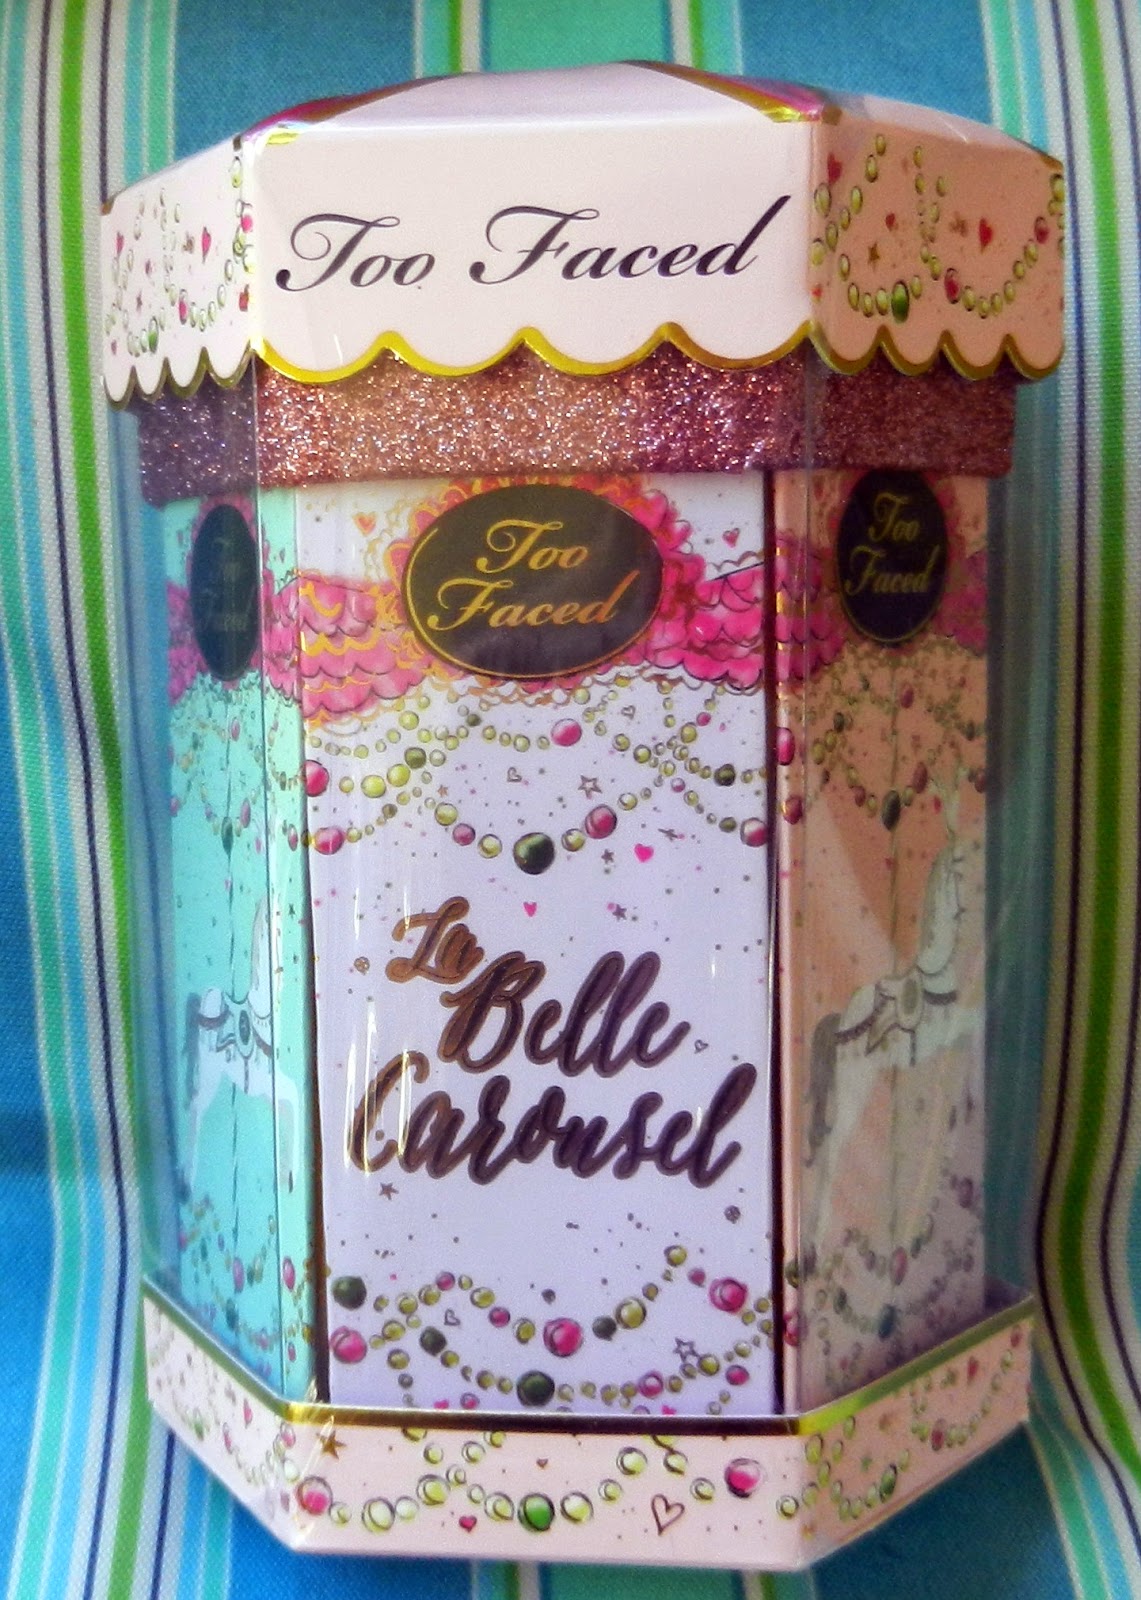 Too Faced
Too
Faced
Too
Faced
Too
Faced
La
Belle
Carousel